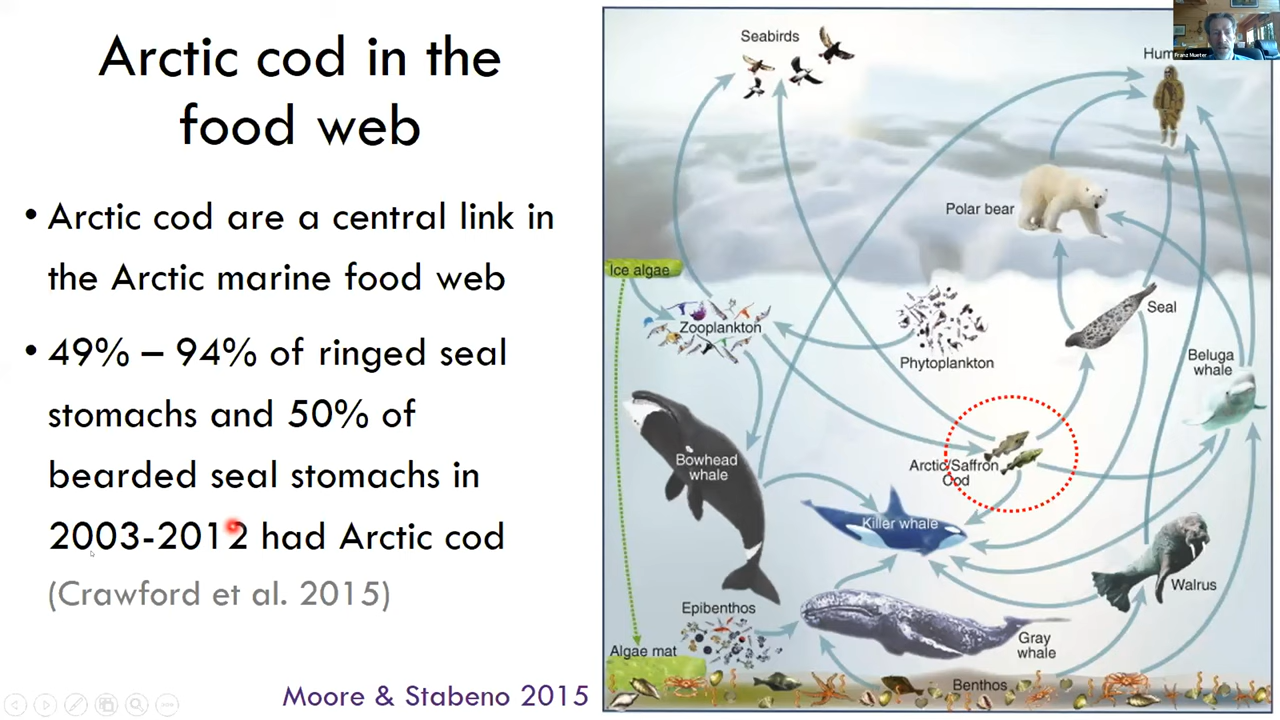 Arctic cod in the
food web
• Arctic cod are a central link in
the Arctic marine food web
• 49% – 94% of ringed seal
stomachs and 50% of
bearded seal stomachs in
2003-2012 had Arctic cod
(Crawford et al. 2015)
Moore & Stabeno 2015
Seabirds
Franz Mueter
Polar bear
Ice algae
Zooplankton
Phytoplankton
Seal
Beluga
whale
Bowhead
whale
Arctic/Saffron
Cod
Killer whale
Walrus
Epibenthos
Gray
whale
Algae mat
Benthos